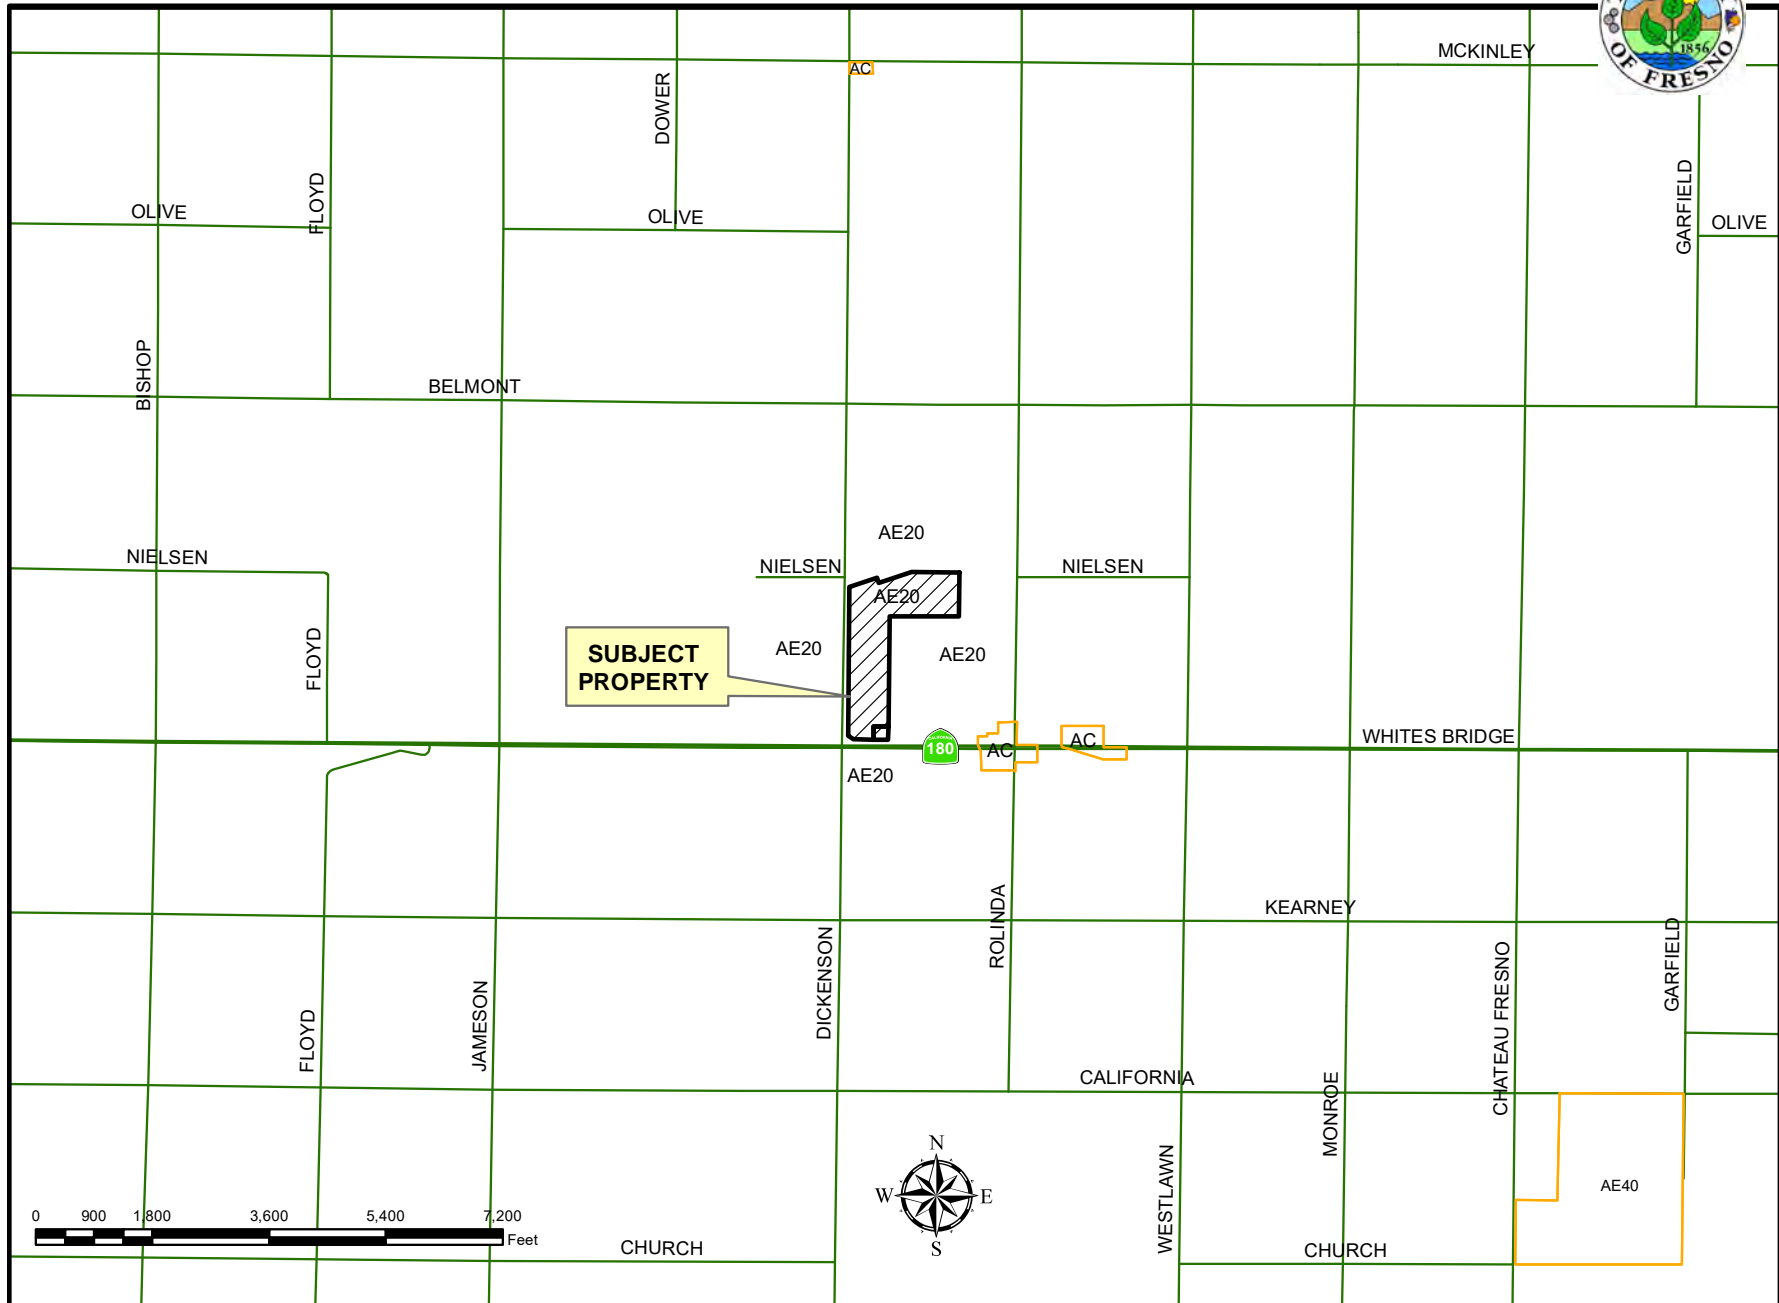 MCKINLEY
1856
OF FRESNO
AC
DOWER
FLOYD
GARFIELD
OLIVE
OLIVE
OLIVE
BISHOP
BELMONT
AE20
NIELSEN
NIELSEN
NIELSEN
AE20
FLOYD
SUBJECT
PROPERTY
AE20
AE20
WHITES BRIDGE
CALIFORNIA
180
AC
AC
AE20
KEARNEY
ROLINDA
DICKENSON
JAMESON
FLOYD
CHATEAU FRESNO
GARFIELD
CALIFORNIA
MONROE
WESTLAWN
N
W E
S
AE40
0 900 1,800 3,600 5,400 7,200
Feet
CHURCH
CHURCH